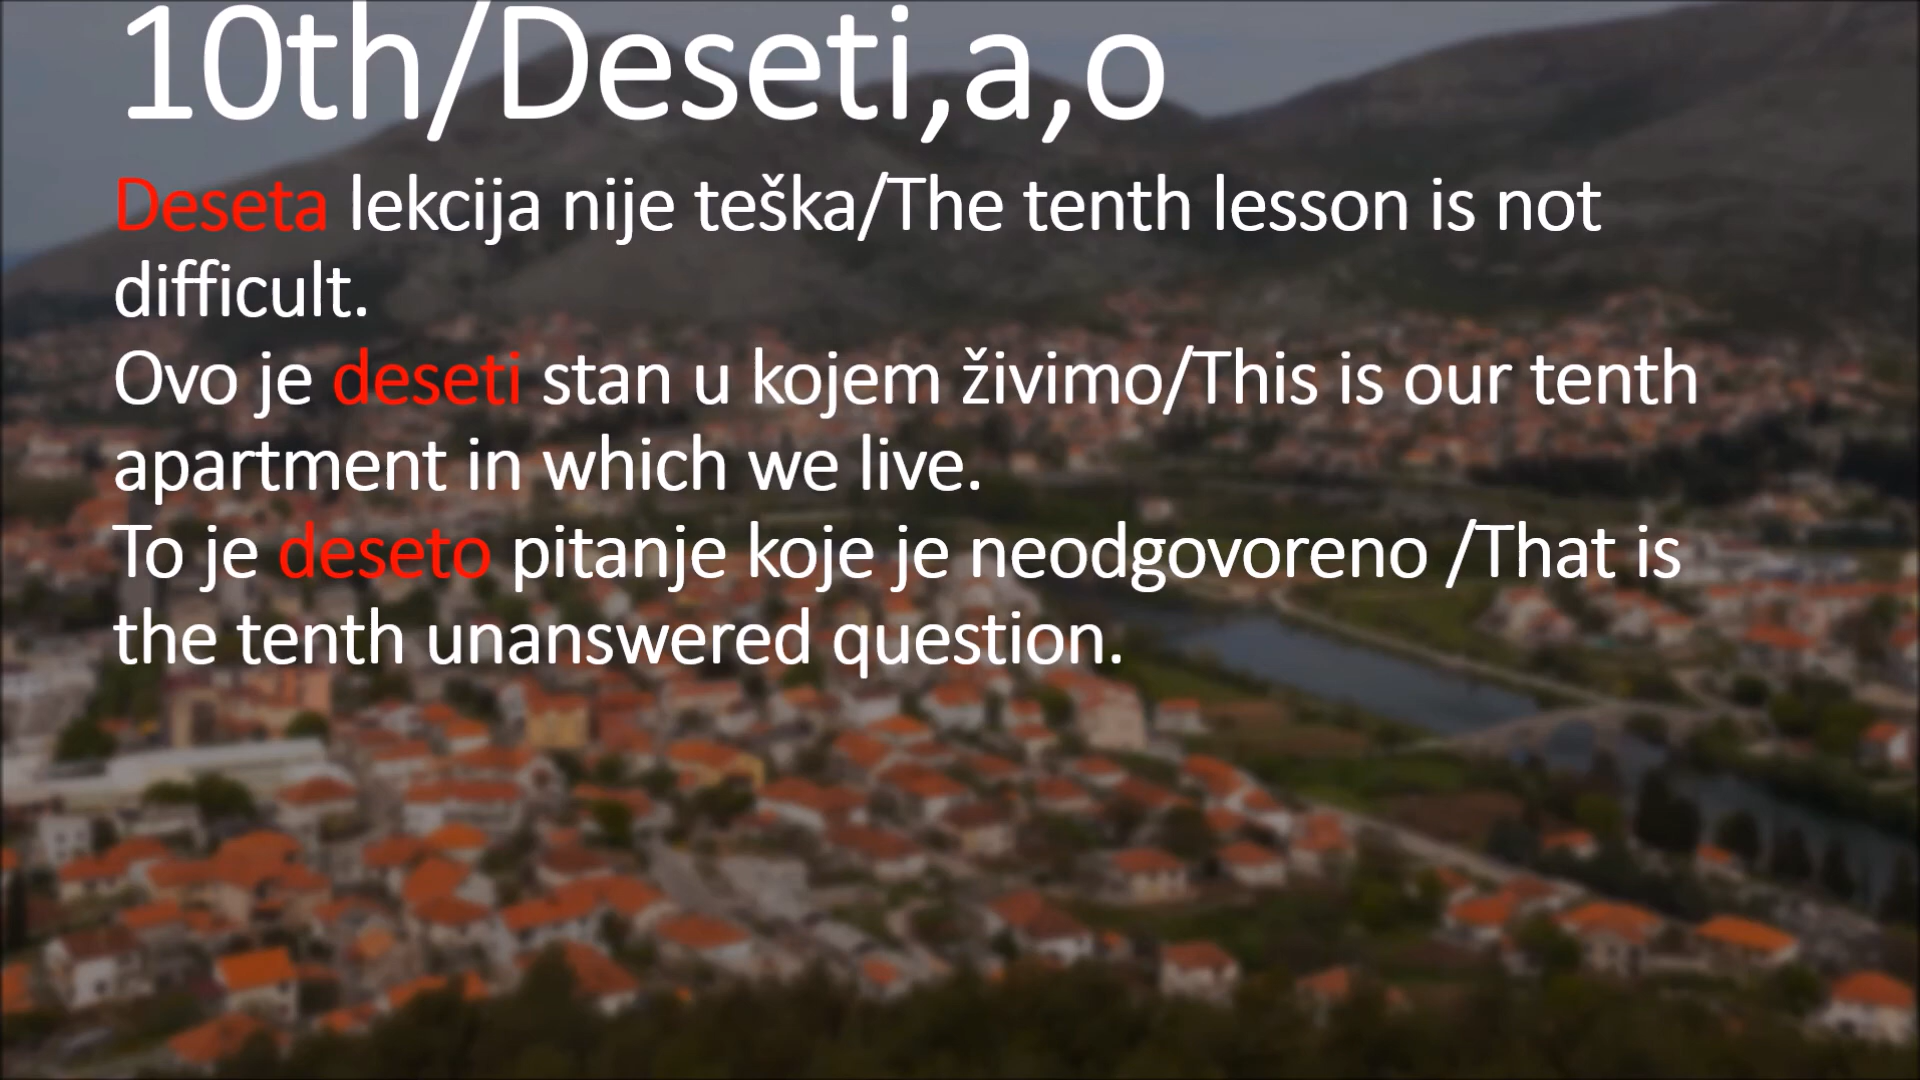 10th/Deseti,a,o
Deseta lekcija nije teška/The tenth lesson is not
difficult.
Ovo je deseti stan u kojem živimo/This is our tenth
apartment in which we live.
To je deseto pitanje koje je neodgovoreno /That is
the tenth unanswered question.